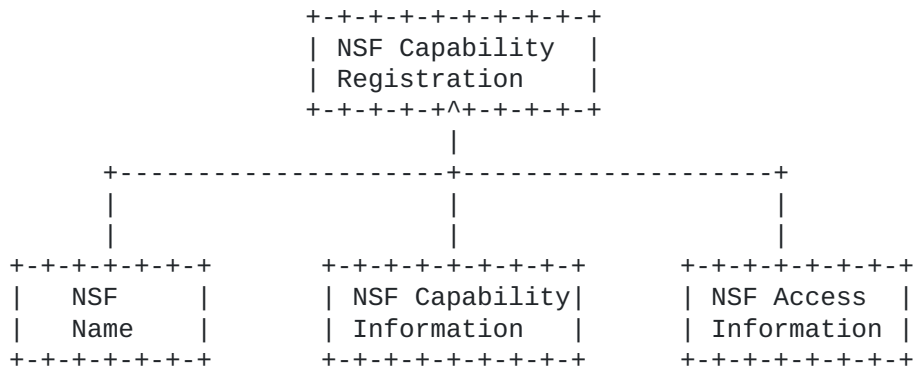 +-+-+-+-+-+-+-+-+-+
| NSF Capability  |
| Registration    |
+-+-+-+-+^+-+-+-+-+
|
+---------------------+--------------------+
|                     |                    |
|                     |                    |
+-+-+-+-+-+-+       +-+-+-+-+-+-+-+-+      +-+-+-+-+-+-+-+
|   NSF     |       | NSF Capability|      | NSF Access  |
|   Name    |       | Information   |      | Information |
+-+-+-+-+-+-+       +-+-+-+-+-+-+-+-+      +-+-+-+-+-+-+-+